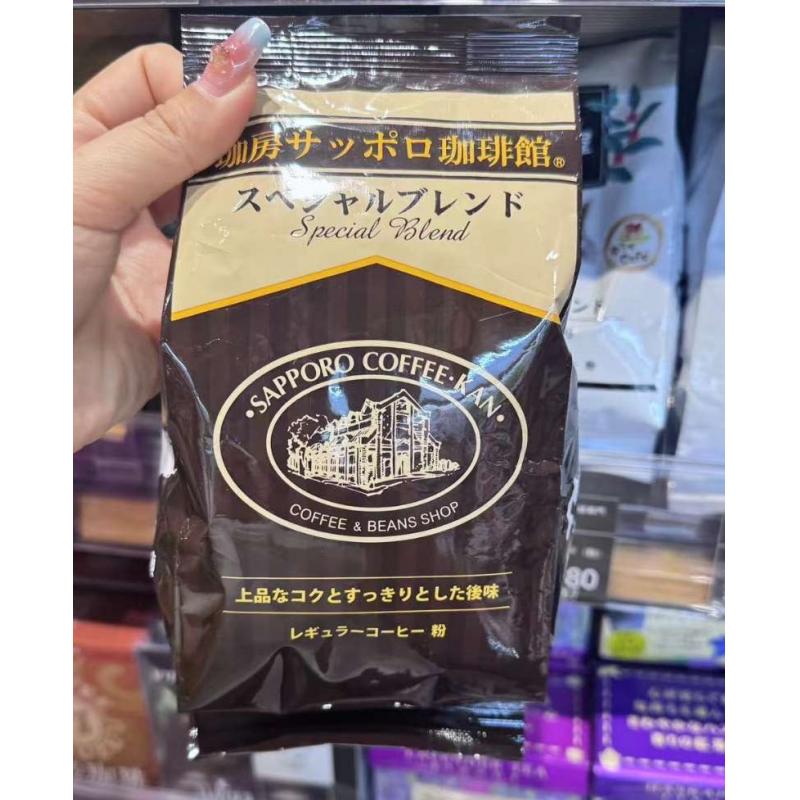 珈房サッポロ珈琲館®
スペシャルブレンド
Special Blend
•SAPPORO COFFEE•KAN•
COFFEE & BEANS SHOP
上品なコクとすっきりとした後味
レギュラーコーヒー 粉
80